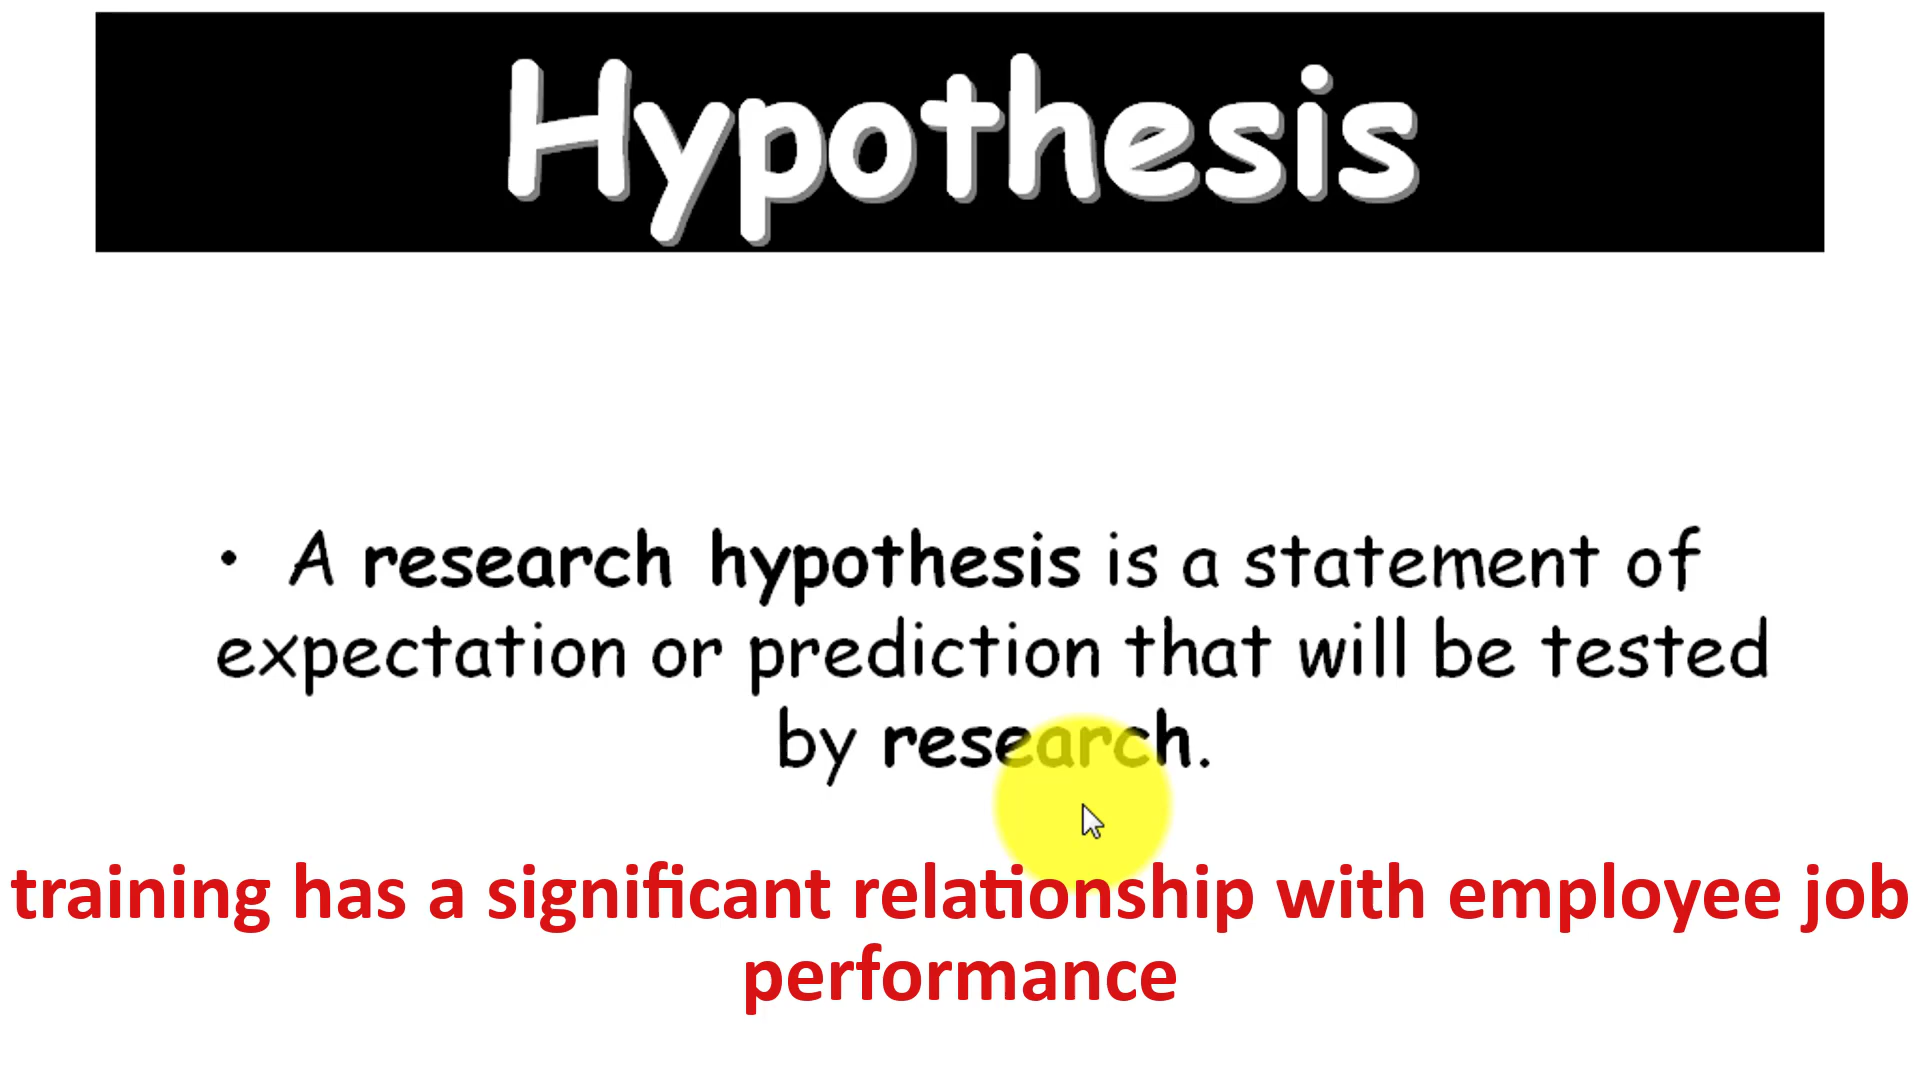 Hypothesis
• A research hypothesis is a statement of
expectation or prediction that will be tested
by research.
training has a significant relationship with employee job
performance